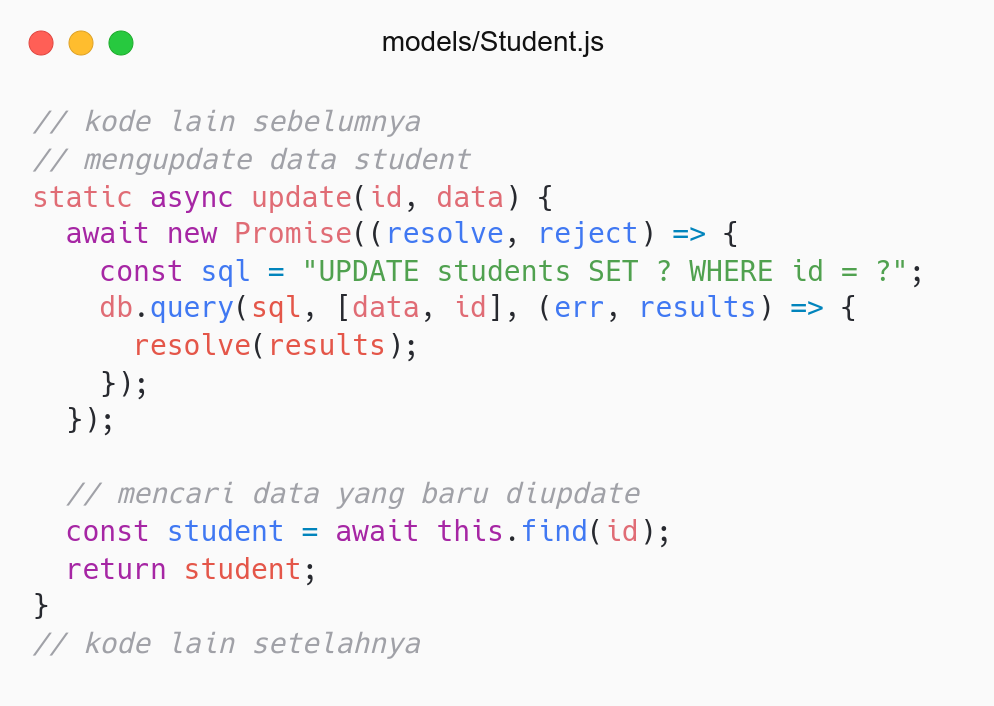 models/Student.js
// kode lain sebelumnya
// mengupdate data student
static async update(id, data) {
  await new Promise((resolve, reject) => {
    const sql = "UPDATE students SET ? WHERE id = ?";
    db.query(sql, [data, id], (err, results) => {
      resolve(results);
    });
  });

  // mencari data yang baru diupdate
  const student = await this.find(id);
  return student;
}
// kode lain setelahnya